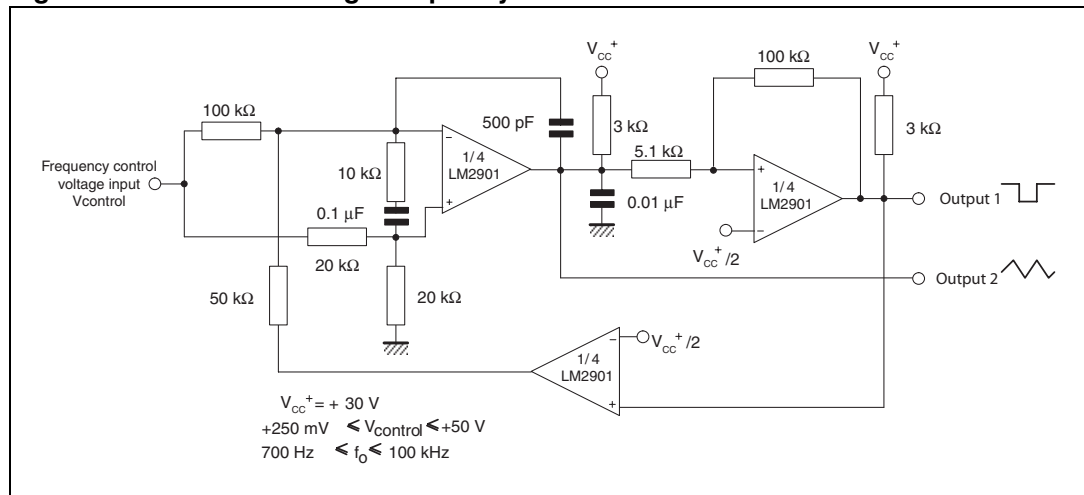 V_CC^+
100 kΩ
V_CC^+
100 kΩ
500 pF
3 kΩ
3 kΩ
Frequency control
voltage input
Vcontrol
10 kΩ
−
1/4
LM2901
+
5.1 kΩ
+
1/4
LM2901
−
Output 1
0.1 µF
0.01 µF
20 kΩ
V_CC^+/2
Output 2
50 kΩ
20 kΩ
−
1/4
LM2901
+
V_CC^+/2
V_CC^+ = + 30 V
+250 mV ⩽ Vcontrol ⩽ +50 V
700 Hz ⩽ f_o ⩽ 100 kHz